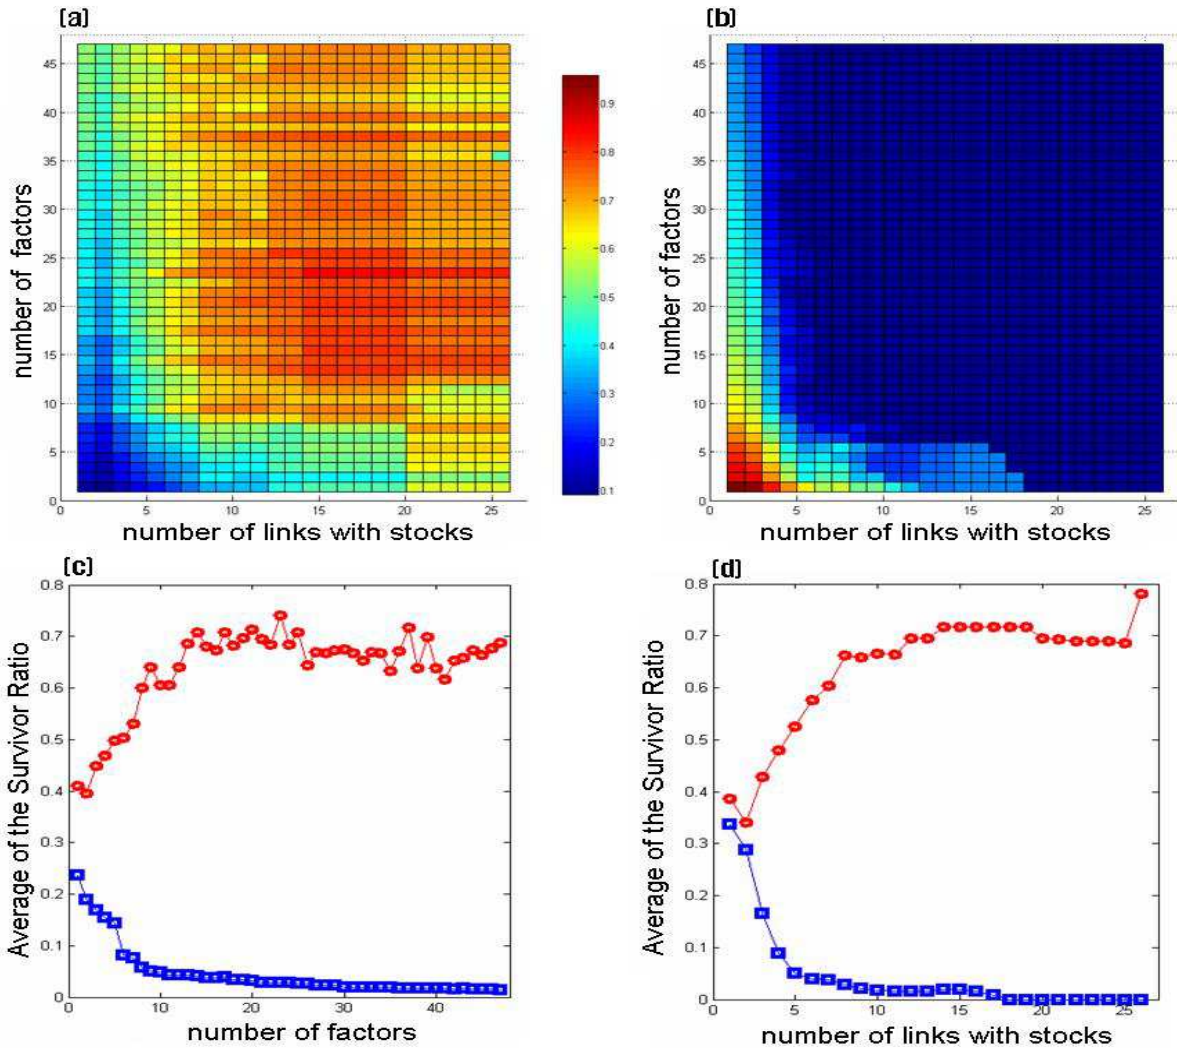 (a)
(b)
45
40
35
30
25
20
15
10
5
0
number of factors
0 5 10 15 20 25
number of links with stocks
0.9
0.8
0.7
0.6
0.5
0.4
0.3
0.2
0.1
45
40
35
30
25
20
15
10
5
0
number of factors
0 5 10 15 20 25
number of links with stocks
(c)
(d)
0.8
0.7
0.6
0.5
0.4
0.3
0.2
0.1
0
Average of the Survivor Ratio
0 10 20 30 40
number of factors
0.8
0.7
0.6
0.5
0.4
0.3
0.2
0.1
0
Average of the Survivor Ratio
0 5 10 15 20 25
number of links with stocks